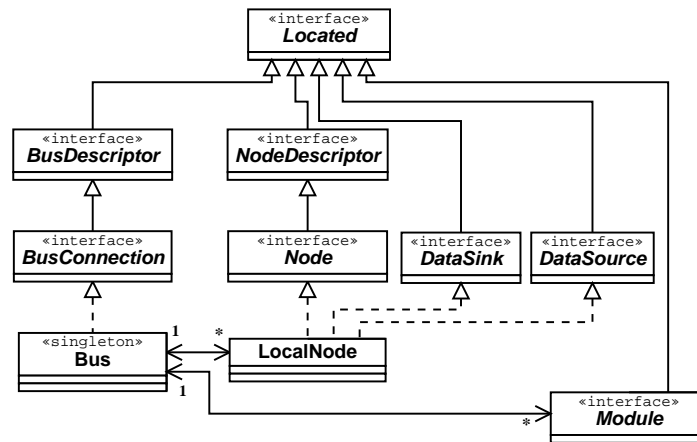 «interface»
Located
«interface»
BusDescriptor
«interface»
NodeDescriptor
«interface»
BusConnection
«interface»
Node
«interface»
DataSink
«interface»
DataSource
«singleton»
Bus
1
*
LocalNode
1
*
«interface»
Module